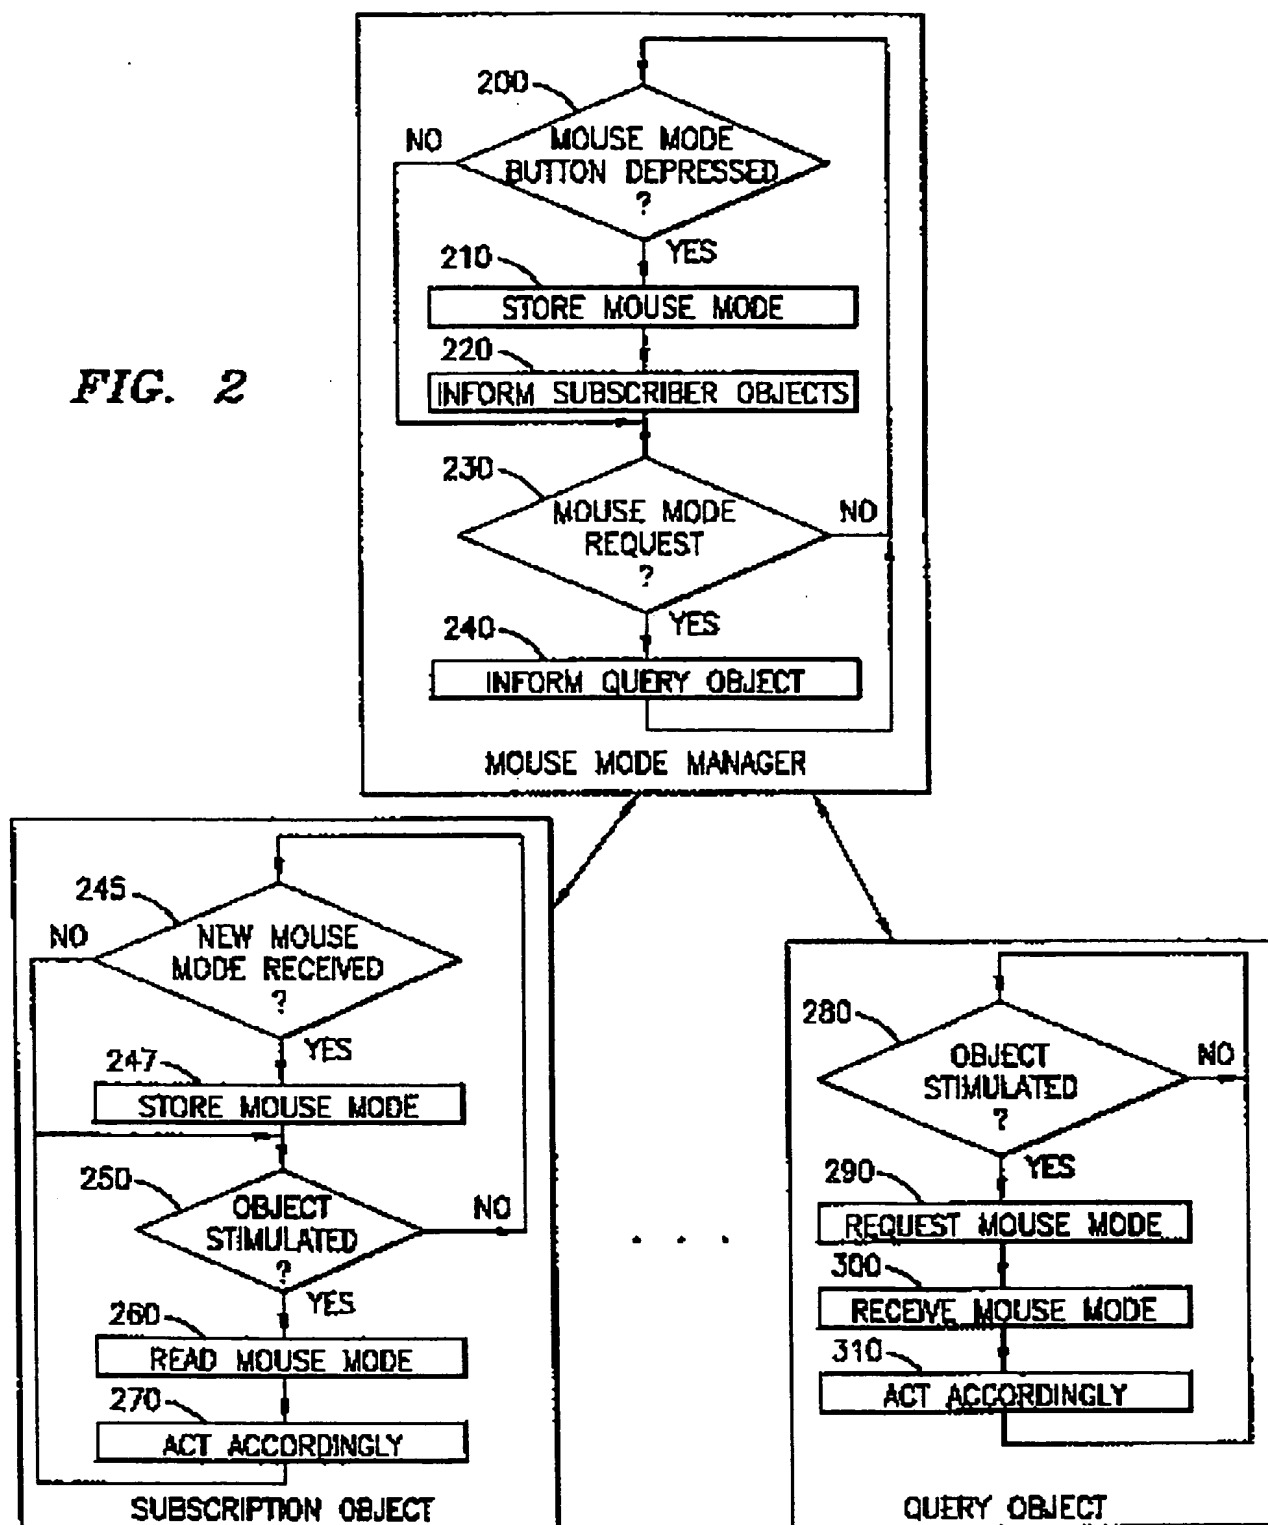 FIG. 2
200
NO
MOUSE MODE
BUTTON DEPRESSED
?
YES
210
STORE MOUSE MODE
220
INFORM SUBSCRIBER OBJECTS
230
MOUSE MODE
REQUEST
?
NO
YES
240
INFORM QUERY OBJECT
MOUSE MODE MANAGER
245
NO
NEW MOUSE
MODE RECEIVED
?
YES
247
STORE MOUSE MODE
250
OBJECT
STIMULATED
?
NO
YES
260
READ MOUSE MODE
270
ACT ACCORDINGLY
SUBSCRIPTION OBJECT
. . .
280
OBJECT
STIMULATED
?
NO
YES
290
REQUEST MOUSE MODE
300
RECEIVE MOUSE MODE
310
ACT ACCORDINGLY
QUERY OBJECT